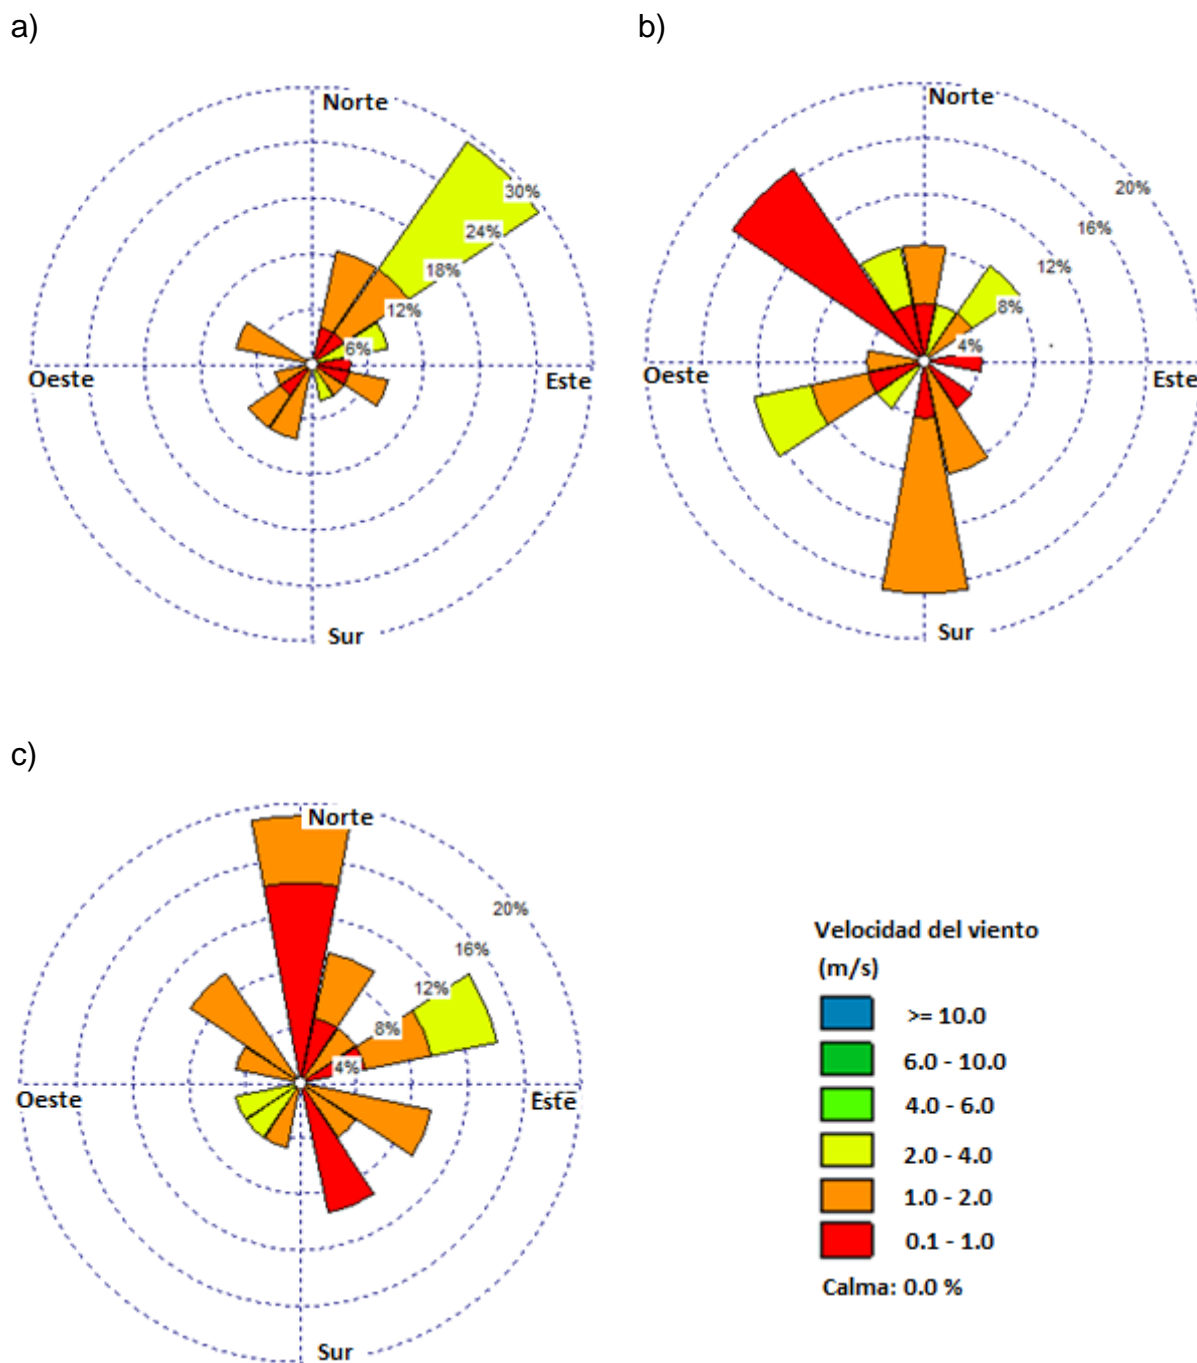 a)
b)
Norte
30%
24%
18%
12%
6%
Oeste
Este
Sur
Norte
20%
16%
12%
8%
4%
Oeste
Este
Sur
c)
Norte
20%
16%
12%
8%
4%
Oeste
Este
Sur
Velocidad del viento
(m/s)
>= 10.0
6.0 - 10.0
4.0 - 6.0
2.0 - 4.0
1.0 - 2.0
0.1 - 1.0
Calma: 0.0 %